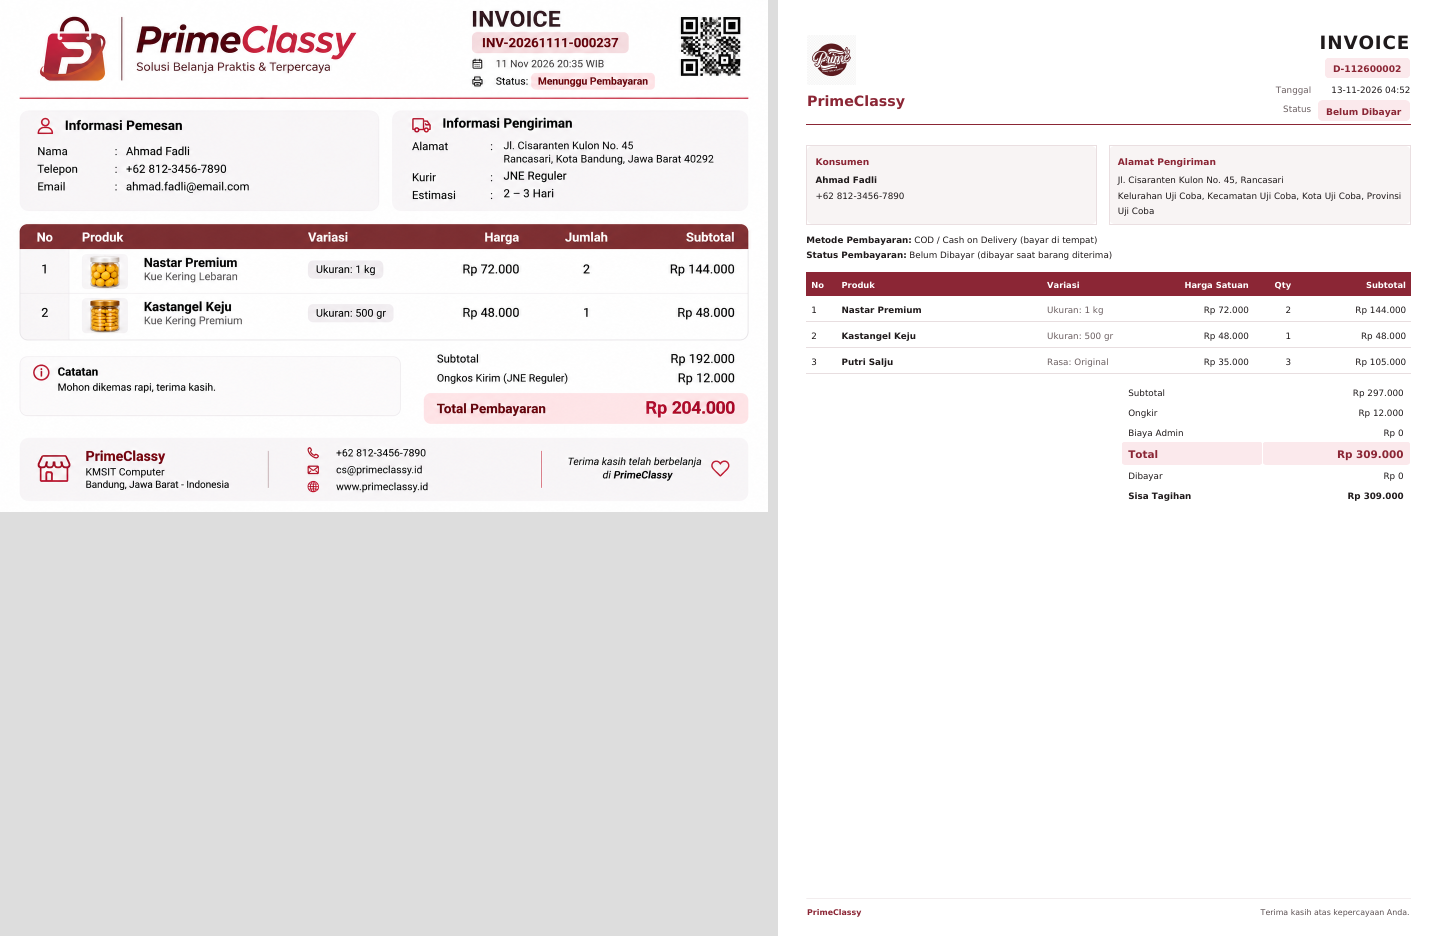 PrimeClassy
Solusi Belanja Praktis & Terpercaya
INVOICE
INV-20261111-000237
11 Nov 2026 20:35 WIB
Status: Menunggu Pembayaran
Informasi Pemesan
Nama : Ahmad Fadli
Telepon : +62 812-3456-7890
Email : ahmad.fadli@email.com
Informasi Pengiriman
Alamat : Jl. Cisaranten Kulon No. 45
Rancasari, Kota Bandung, Jawa Barat 40292
Kurir : JNE Reguler
Estimasi : 2 – 3 Hari
No Produk Variasi Harga Jumlah Subtotal
1 Nastar Premium Ukuran: 1 kg Rp 72.000 2 Rp 144.000
Kue Kering Lebaran
2 Kastangel Keju Ukuran: 500 gr Rp 48.000 1 Rp 48.000
Kue Kering Premium
Catatan
Mohon dikemas rapi, terima kasih.
Subtotal Rp 192.000
Ongkos Kirim (JNE Reguler) Rp 12.000
Total Pembayaran Rp 204.000
PrimeClassy
KMSIT Computer
Bandung, Jawa Barat - Indonesia
+62 812-3456-7890
cs@primeclassy.id
www.primeclassy.id
Terima kasih telah berbelanja
di PrimeClassy
Prime
PrimeClassy
INVOICE
D-112600002
Tanggal 13-11-2026 04:52
Status Belum Dibayar
Konsumen
Ahmad Fadli
+62 812-3456-7890
Alamat Pengiriman
Jl. Cisaranten Kulon No. 45, Rancasari
Kelurahan Uji Coba, Kecamatan Uji Coba, Kota Uji Coba, Provinsi
Uji Coba
Metode Pembayaran: COD / Cash on Delivery (bayar di tempat)
Status Pembayaran: Belum Dibayar (dibayar saat barang diterima)
No Produk Variasi Harga Satuan Qty Subtotal
1 Nastar Premium Ukuran: 1 kg Rp 72.000 2 Rp 144.000
2 Kastangel Keju Ukuran: 500 gr Rp 48.000 1 Rp 48.000
3 Putri Salju Rasa: Original Rp 35.000 3 Rp 105.000
Subtotal Rp 297.000
Ongkir Rp 12.000
Biaya Admin Rp 0
Total Rp 309.000
Dibayar Rp 0
Sisa Tagihan Rp 309.000
PrimeClassy
Terima kasih atas kepercayaan Anda.